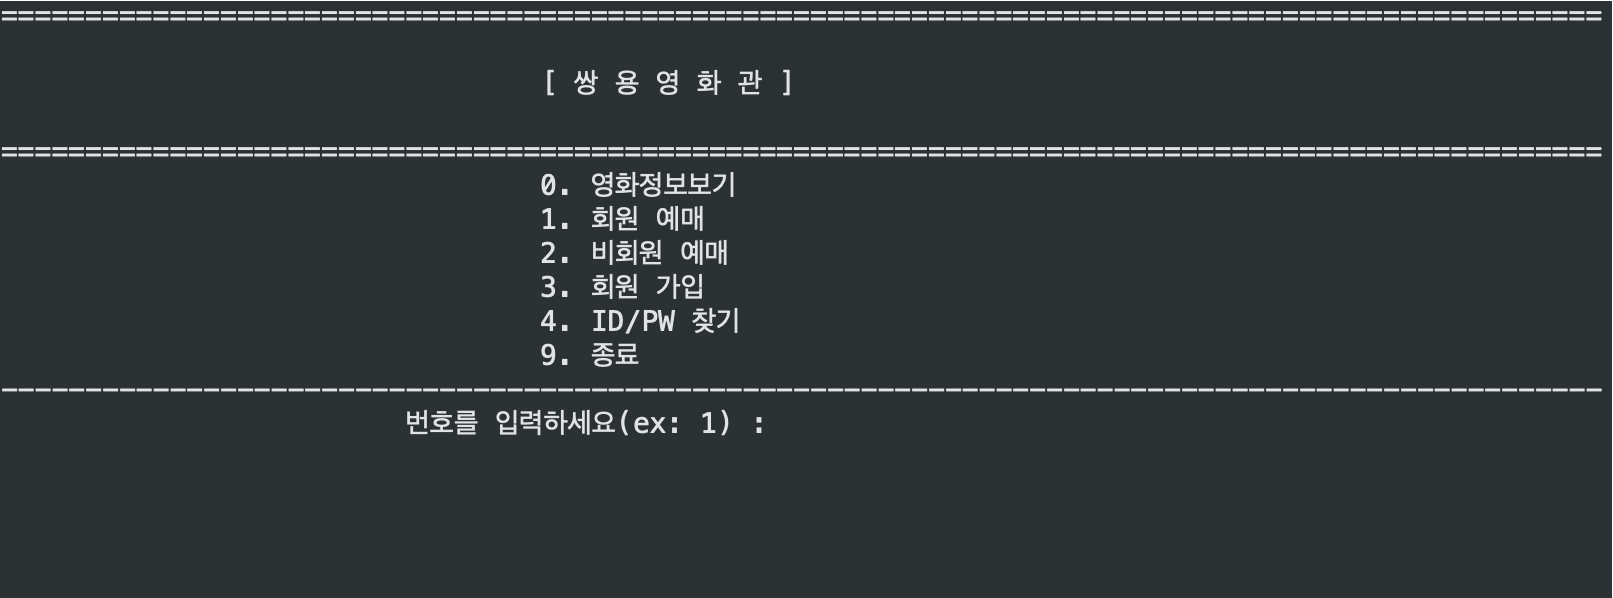 ===============================================================================================
[ 쌍 용 영 화 관 ]
===============================================================================================
0. 영화정보보기
1. 회원 예매
2. 비회원 예매
3. 회원 가입
4. ID/PW 찾기
9. 종료
-----------------------------------------------------------------------------------------------
번호를 입력하세요(ex: 1) :